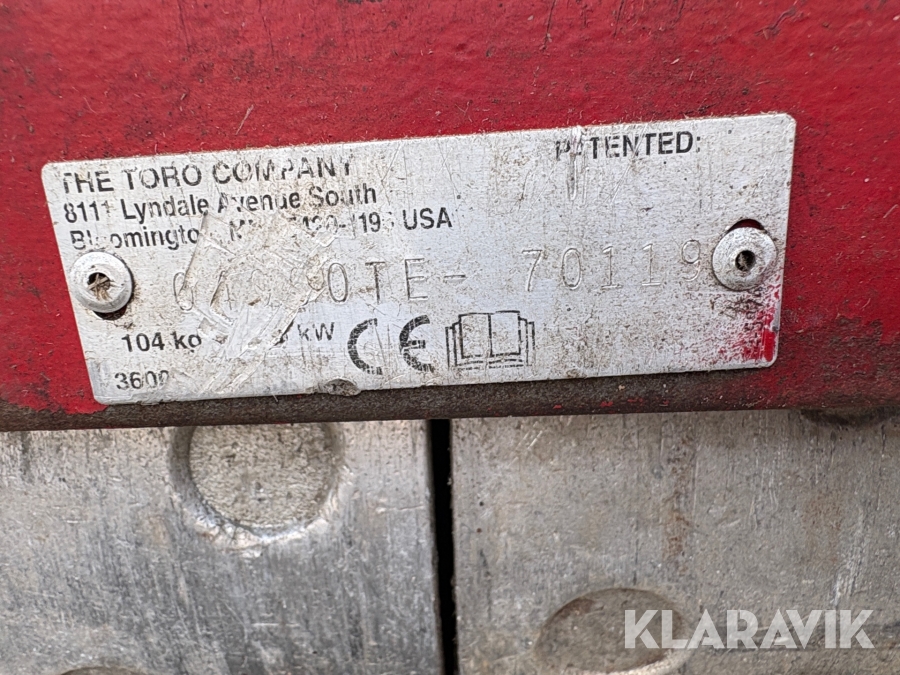 THE TORO COMPANY
8111 Lyndale Avenue South
USA
PATENTED:
70119
104 kg
kW
CE
3600
KLARAVIK